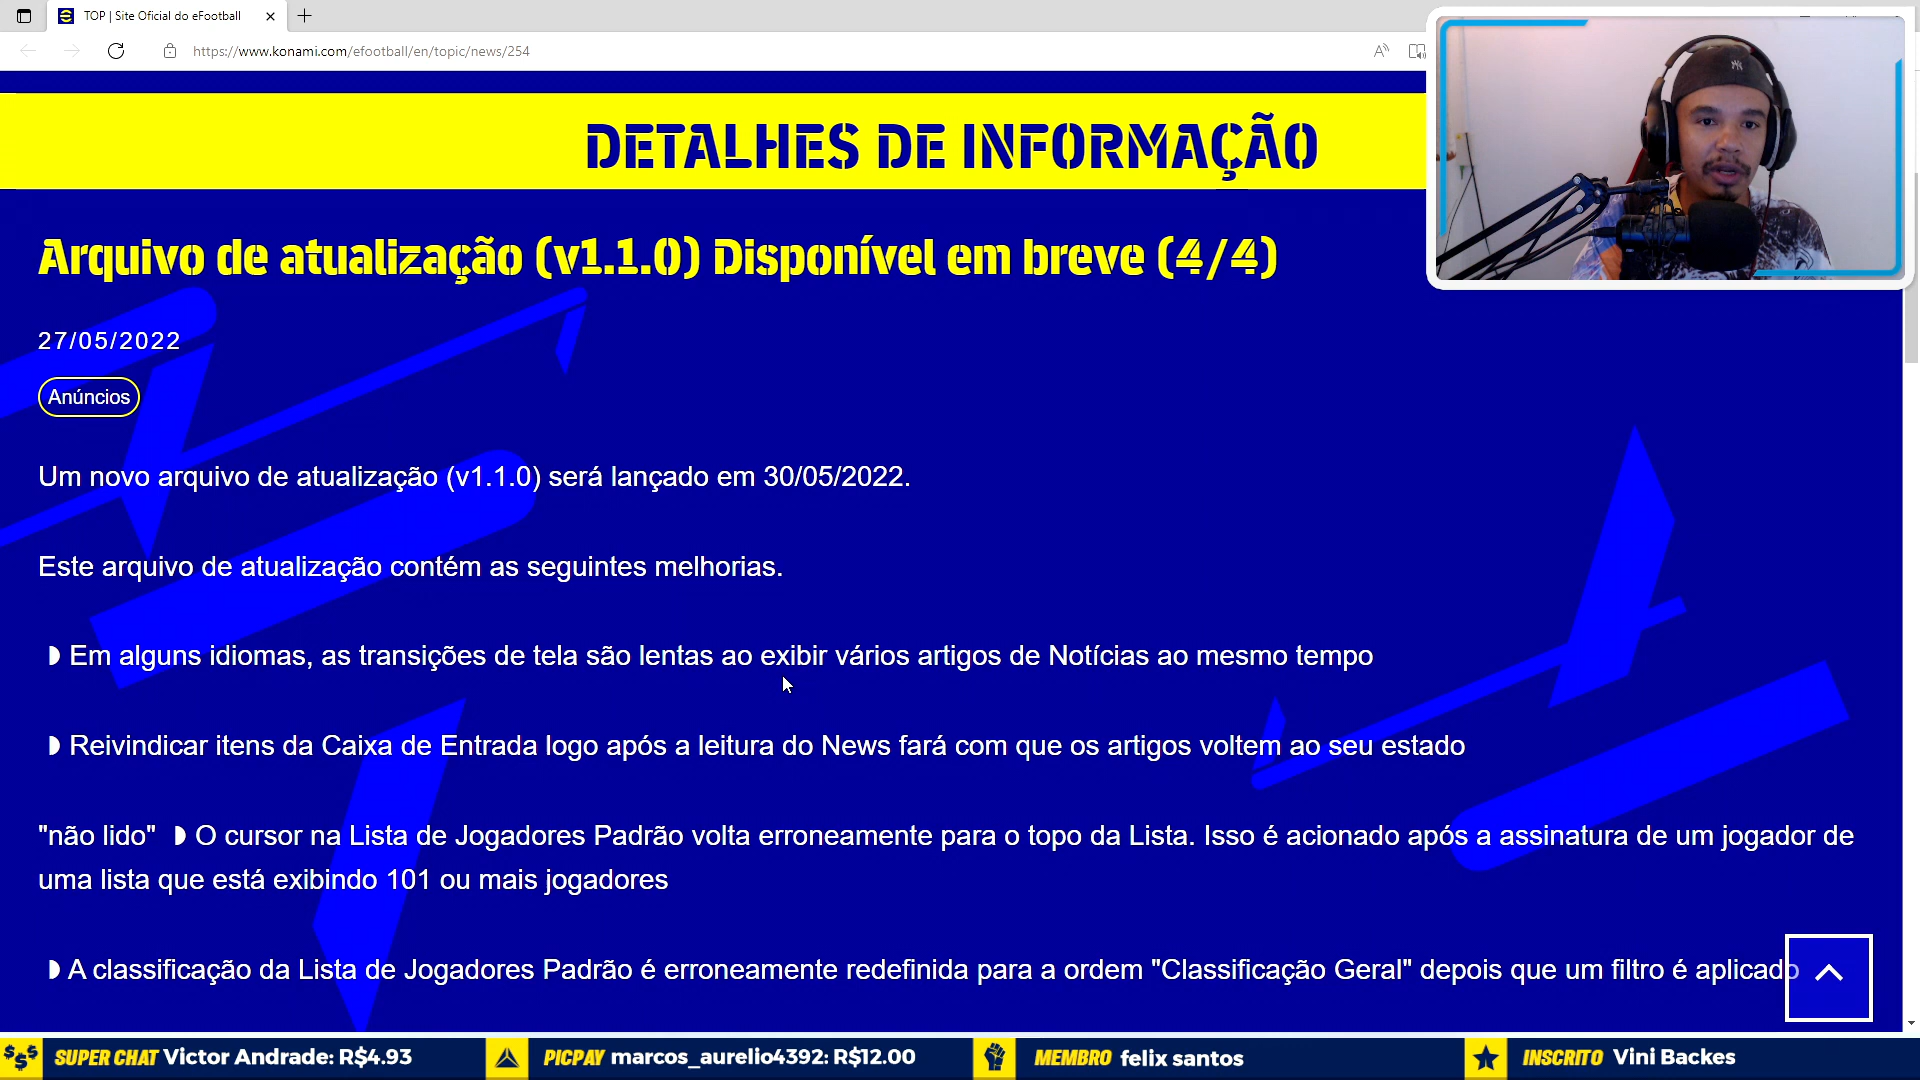 TOP | Site Oficial do eFootball
https://www.konami.com/efootball/en/topic/news/254
DETALHES DE INFORMAÇÃO
Arquivo de atualização (v1.1.0) Disponível em breve (4/4)
27/05/2022
Anúncios
Um novo arquivo de atualização (v1.1.0) será lançado em 30/05/2022.
Este arquivo de atualização contém as seguintes melhorias.
◗ Em alguns idiomas, as transições de tela são lentas ao exibir vários artigos de Notícias ao mesmo tempo
◗ Reivindicar itens da Caixa de Entrada logo após a leitura do News fará com que os artigos voltem ao seu estado
"não lido" ◗ O cursor na Lista de Jogadores Padrão volta erroneamente para o topo da Lista. Isso é acionado após a assinatura de um jogador de
uma lista que está exibindo 101 ou mais jogadores
◗ A classificação da Lista de Jogadores Padrão é erroneamente redefinida para a ordem "Classificação Geral" depois que um filtro é aplicado
$$$ SUPER CHAT Victor Andrade: R$4.93 PICPAY marcos_aurelio4392: R$12.00 MEMBRO felix santos INSCRITO Vini Backes